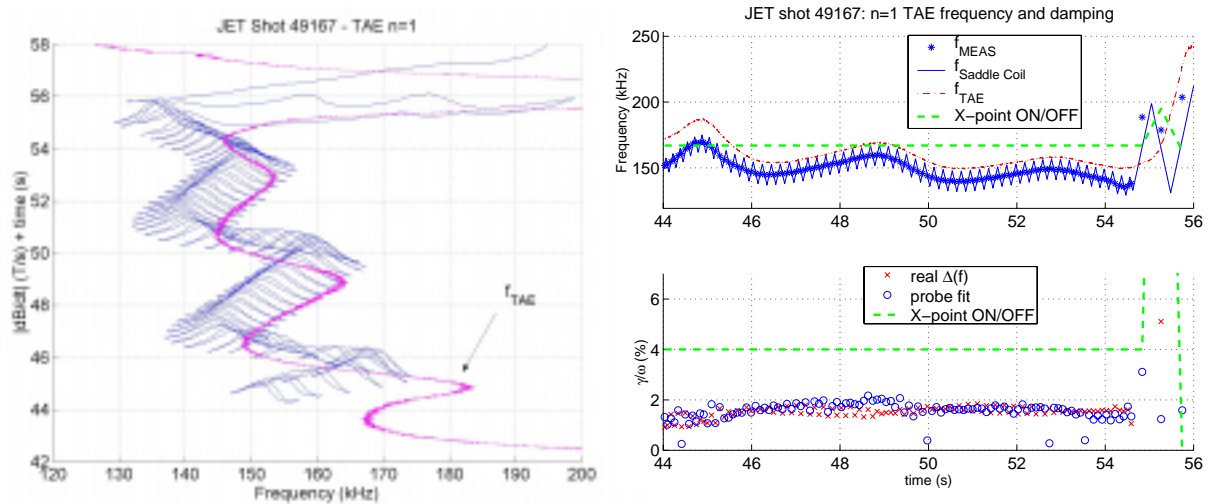 JET Shot 49167 - TAE n=1
|dB/dt| (T/s) + time (s)
58
56
54
52
50
48
46
44
42
f_TAE
120 130 140 150 160 170 180 190 200
Frequency (kHz)
JET shot 49167: n=1 TAE frequency and damping
Frequency (kHz)
250
200
150
f_MEAS
f_Saddle Coil
f_TAE
X-point ON/OFF
44 46 48 50 52 54 56
γ/ω (%)
6
4
2
0
real Δ(f)
probe fit
X-point ON/OFF
44 46 48 50 52 54 56
time (s)